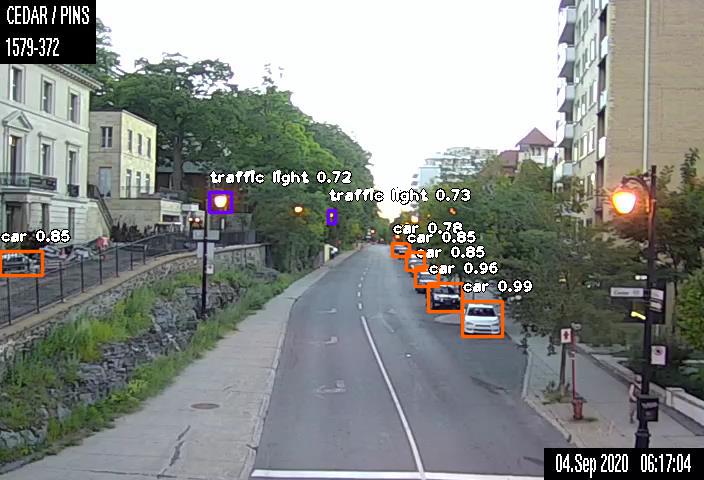 CEDAR / PINS
1579-372
traffic light 0.72
traffic light 0.73
car 0.85
car 0.78
car 0.85
car 0.85
car 0.96
car 0.99
04.Sep 2020 06:17:04